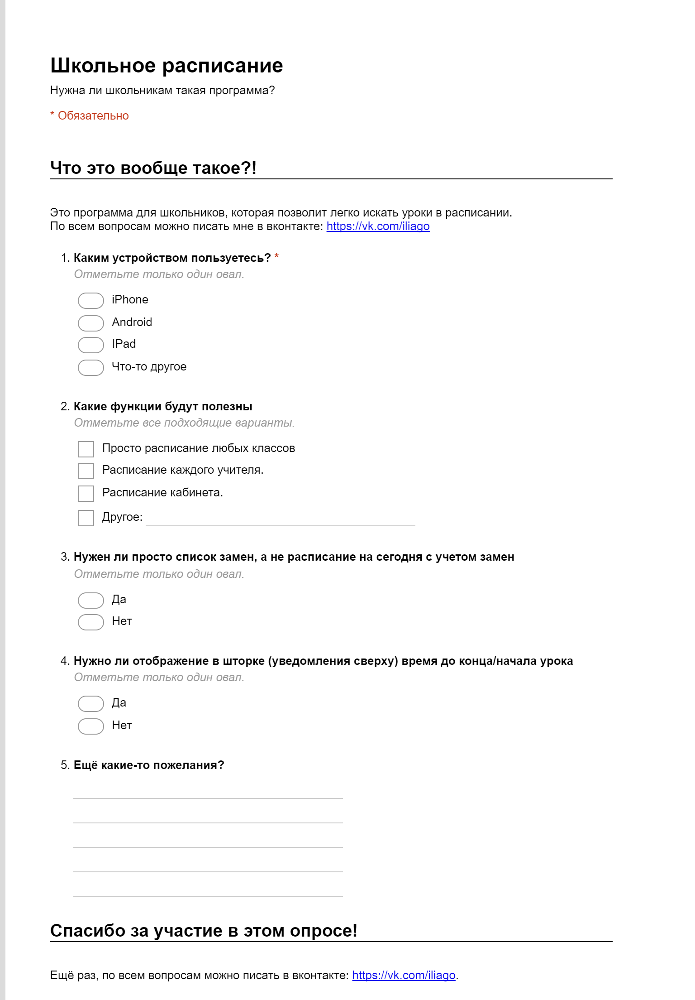 Школьное расписание
Нужна ли школьникам такая программа?
* Обязательно
Что это вообще такое?!
Это программа для школьников, которая позволит легко искать уроки в расписании.
По всем вопросам можно писать мне в вконтакте: https://vk.com/iliago
1. Каким устройством пользуетесь? *
Отметьте только один овал.
iPhone
Android
IPad
Что-то другое
2. Какие функции будут полезны
Отметьте все подходящие варианты.
Просто расписание любых классов
Расписание каждого учителя.
Расписание кабинета.
Другое:
3. Нужен ли просто список замен, а не расписание на сегодня с учетом замен
Отметьте только один овал.
Да
Нет
4. Нужно ли отображение в шторке (уведомления сверху) время до конца/начала урока
Отметьте только один овал.
Да
Нет
5. Ещё какие-то пожелания?
Спасибо за участие в этом опросе!
Ещё раз, по всем вопросам можно писать в вконтакте: https://vk.com/iliago.